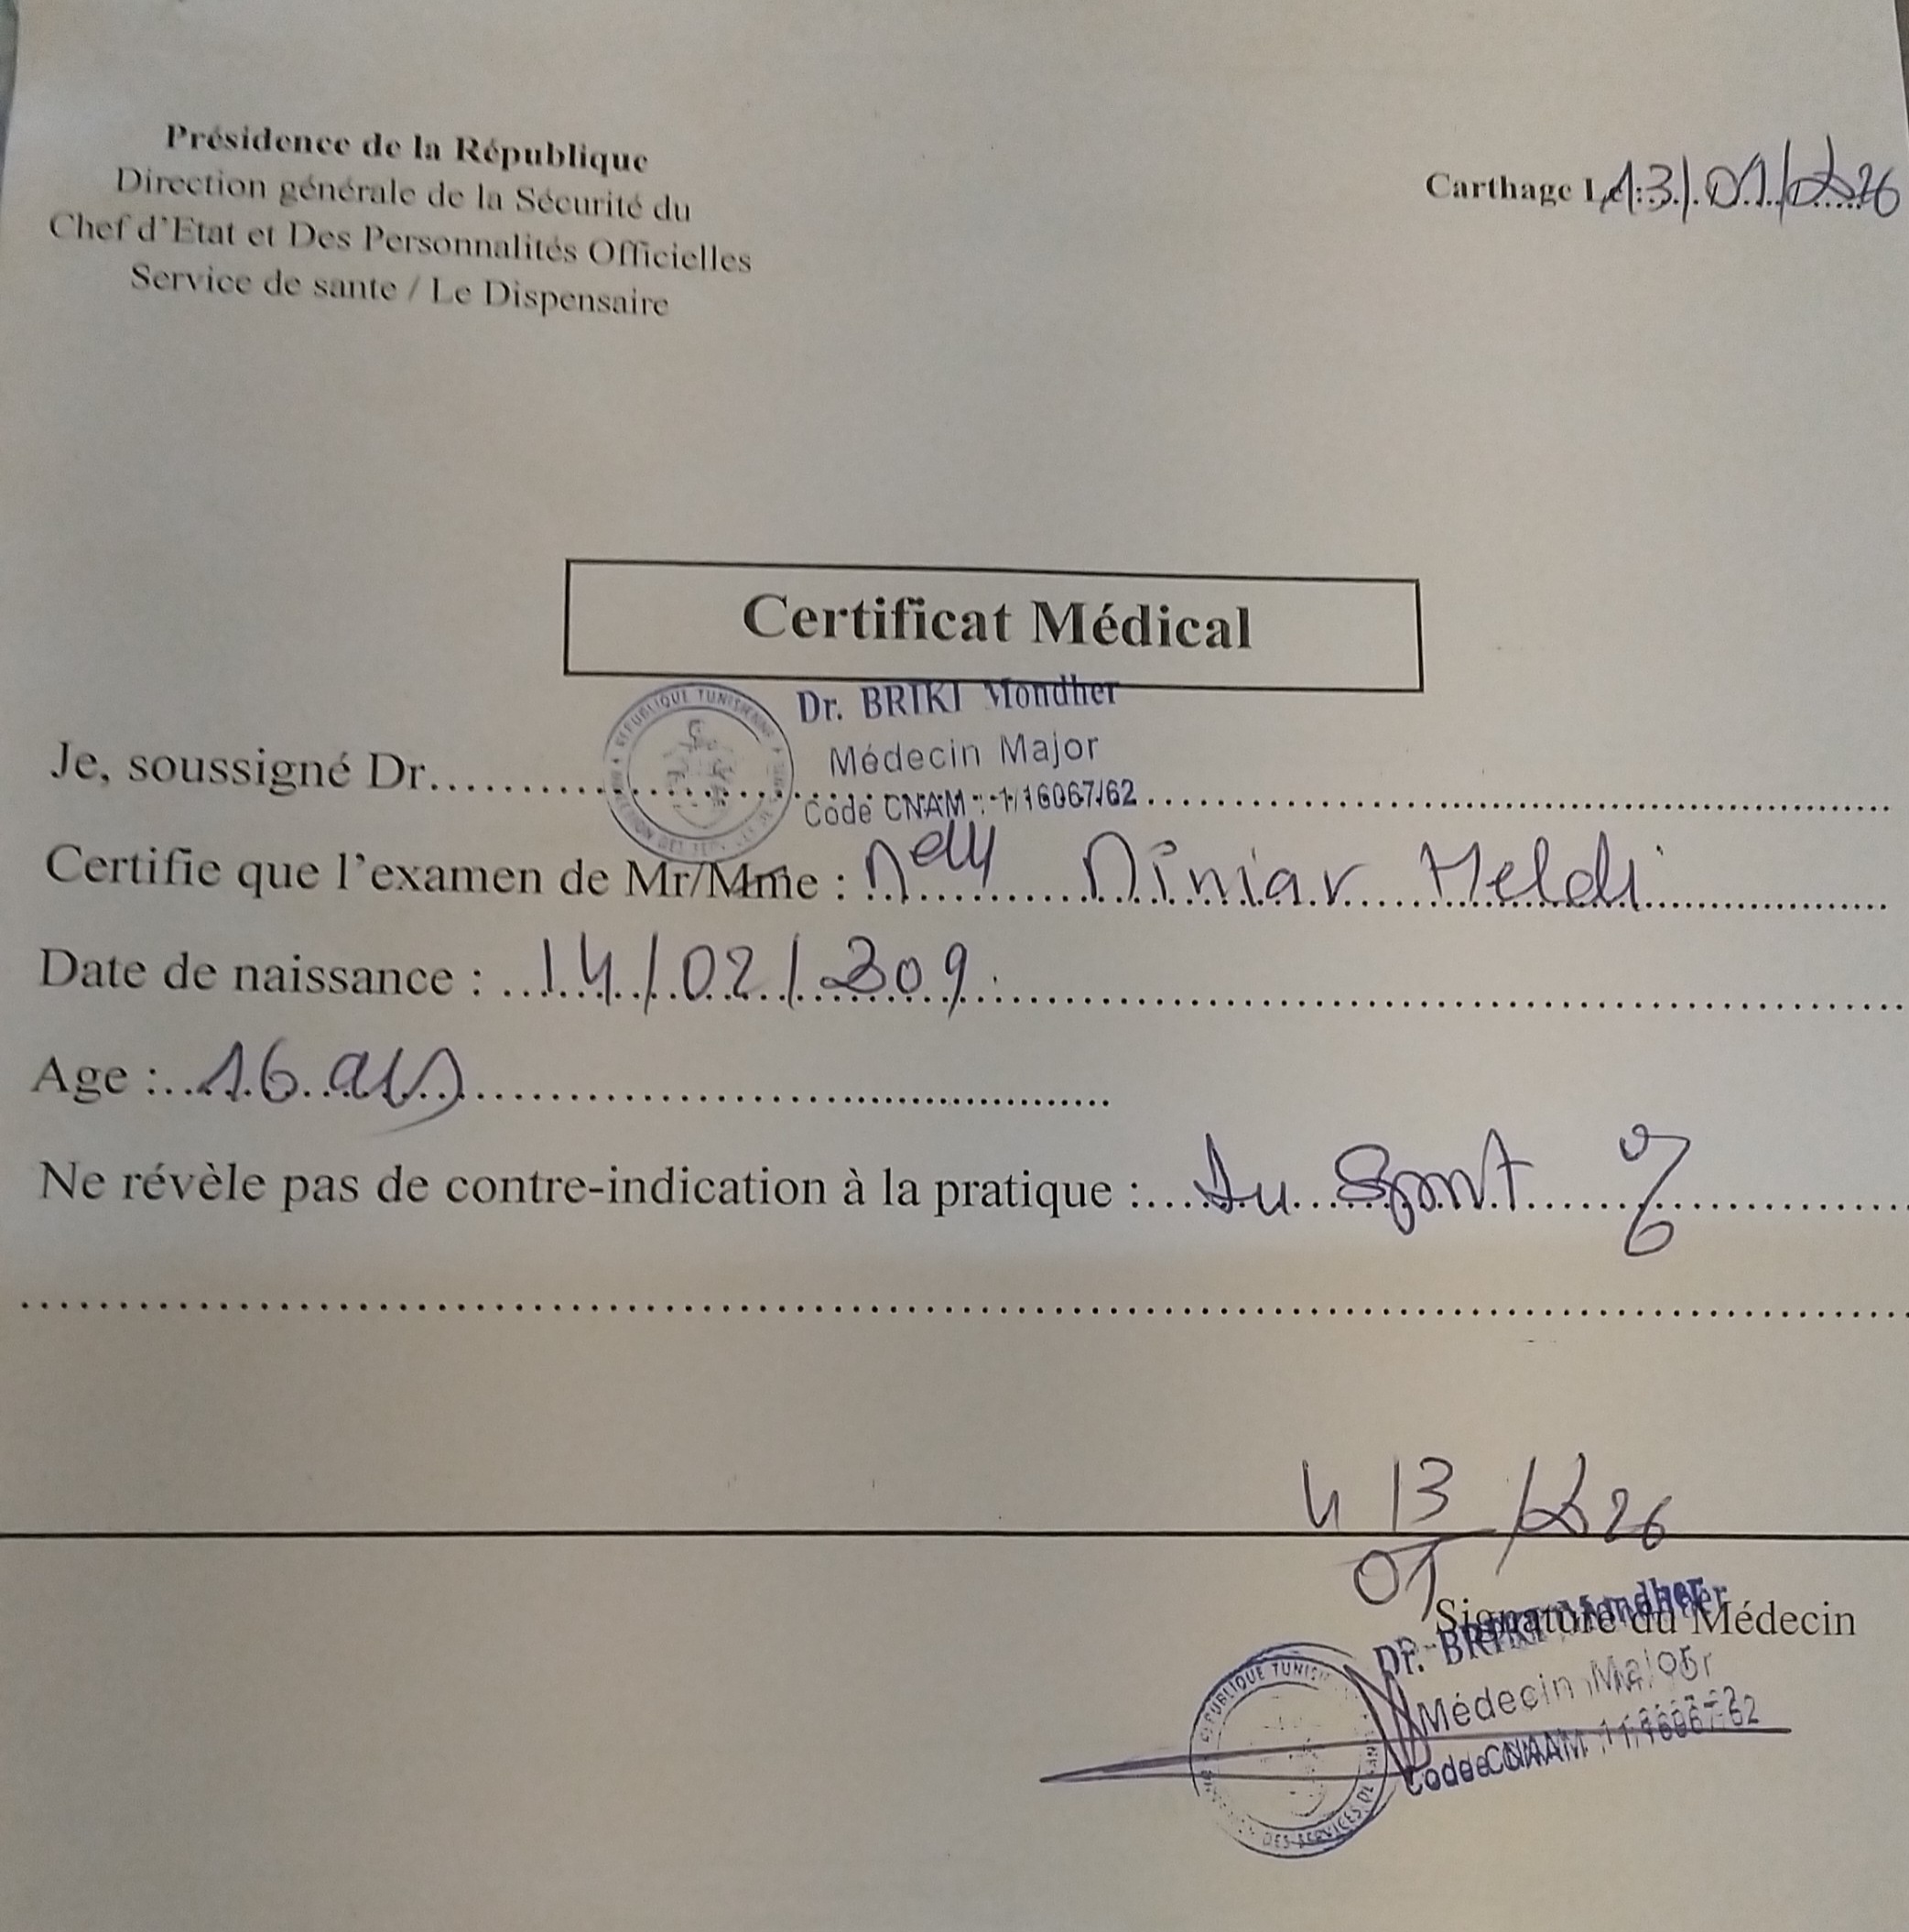 Présidence de la République
Direction générale de la Sécurité du
Chef d'Etat et Des Personnalités Officielles
Service de sante / Le Dispensaire
Carthage Le 13/01/2026
Certificat Médical
Dr. BRIKI Mondher
Médecin Major
Code CNAM : 1/16067/62
REPUBLIQUE TUNISIENNE
Je, soussigné Dr
Certifie que l'examen de Mr/Mme : Melle Diniar Heldi
Date de naissance : 14/02/2009
Age : 16 ans
Ne révèle pas de contre-indication à la pratique : du Sport
13/01/2026
Signature du Médecin
Dr. BRIKI Mondher
Médecin Major
Code CNAM 1/16067/62